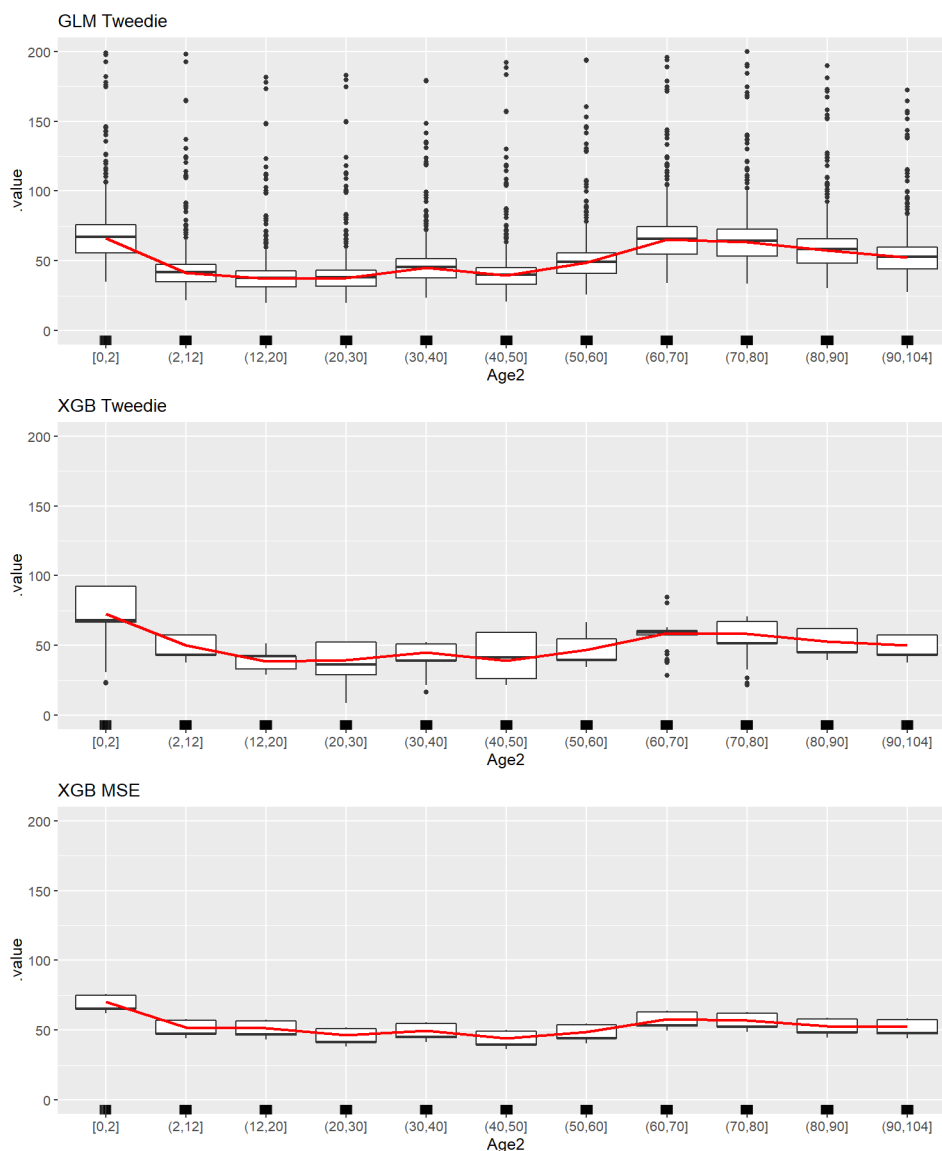 GLM Tweedie
200
150
100
50
0
.value
[0,2] (2,12] (12,20] (20,30] (30,40] (40,50] (50,60] (60,70] (70,80] (80,90] (90,104]
Age2
XGB Tweedie
200
150
100
50
0
.value
[0,2] (2,12] (12,20] (20,30] (30,40] (40,50] (50,60] (60,70] (70,80] (80,90] (90,104]
Age2
XGB MSE
200
150
100
50
0
.value
[0,2] (2,12] (12,20] (20,30] (30,40] (40,50] (50,60] (60,70] (70,80] (80,90] (90,104]
Age2